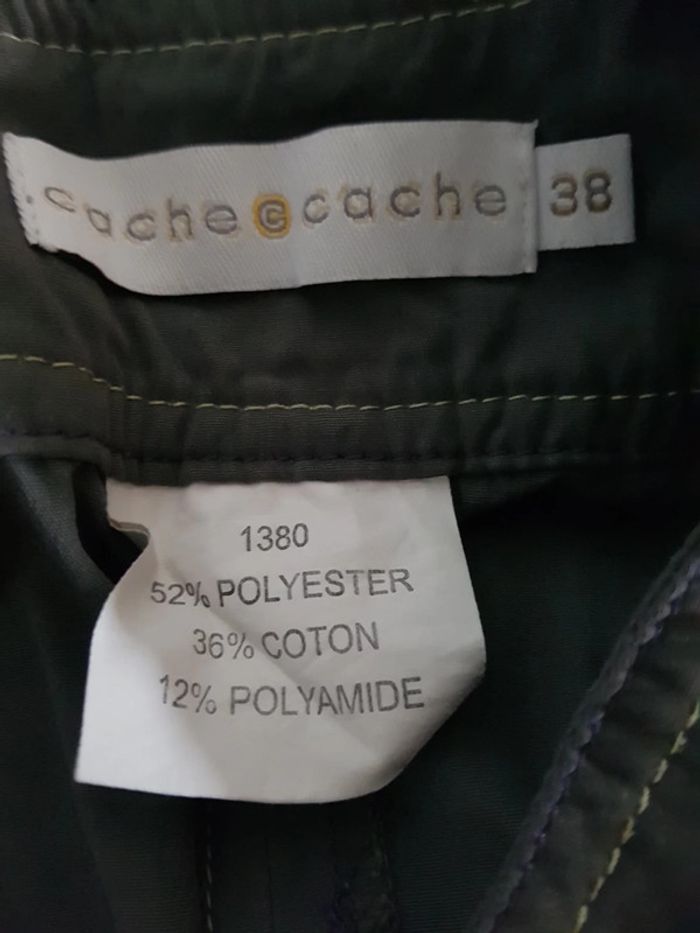 cache©cache 38
1380
52% POLYESTER
36% COTON
12% POLYAMIDE